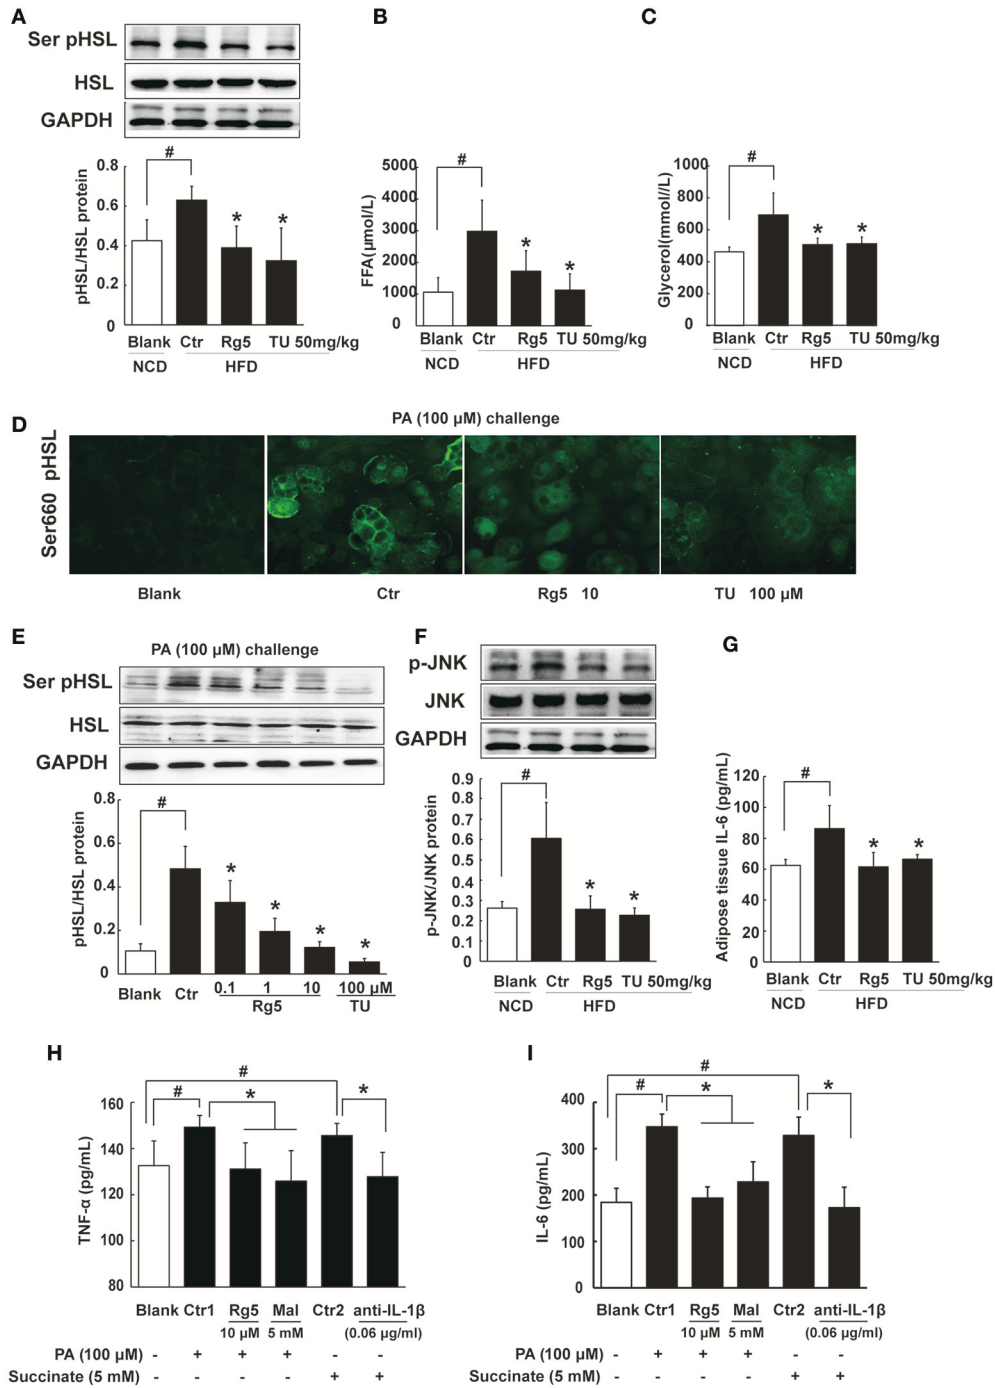 A
Ser pHSL
HSL
GAPDH
#
0.8
0.6
0.4
0.2
0
pHSL/HSL protein
* *
Blank Ctr Rg5 TU 50mg/kg
NCD HFD
B
#
5000
4000
3000
2000
1000
0
FFA(µmol/L)
* *
Blank Ctr Rg5 TU 50mg/kg
NCD HFD
C
#
1000
800
600
400
200
0
Glycerol(mmol//L)
* *
Blank Ctr Rg5 TU 50mg/kg
NCD HFD
D
PA (100 µM) challenge
Ser660 pHSL
Blank Ctr Rg5 10 TU 100 µM
E
PA (100 µM) challenge
Ser pHSL
HSL
GAPDH
#
0.8
0.6
0.4
0.2
0
pHSL/HSL protein
* * * *
Blank Ctr 0.1 1 10 100 µM
Rg5 TU
F
p-JNK
JNK
GAPDH
#
0.9
0.8
0.7
0.6
0.5
0.4
0.3
0.2
0.1
0
p-JNK/JNK protein
* *
Blank Ctr Rg5 TU 50mg/kg
NCD HFD
G
#
120
100
80
60
40
20
0
Adipose tissue IL-6 (pg/mL)
* *
Blank Ctr Rg5 TU 50mg/kg
NCD HFD
H
#
# * *
160
140
120
100
80
TNF-α (pg/mL)
Blank Ctr1 Rg5 Mal Ctr2 anti-IL-1β
10 µM 5 mM (0.06 µg/ml)
PA (100 µM) - + + + - -
Succinate (5 mM) - - - - + +
I
#
# * *
400
300
200
100
0
IL-6 (pg/mL)
Blank Ctr1 Rg5 Mal Ctr2 anti-IL-1β
10 µM 5 mM (0.06 µg/ml)
PA (100 µM) - + + + - -
Succinate (5 mM) - - - - + +